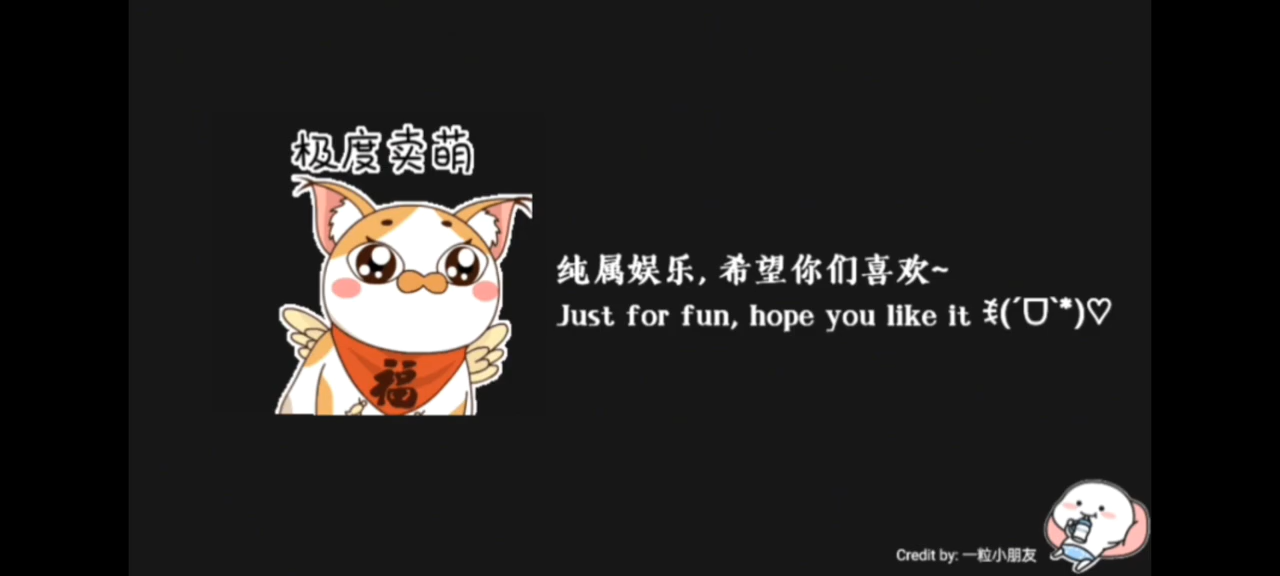 极度卖萌
福
纯属娱乐, 希望你们喜欢~
Just for fun, hope you like it ꉂ(ˊᗜˋ*)♡
Credit by: 一粒小朋友